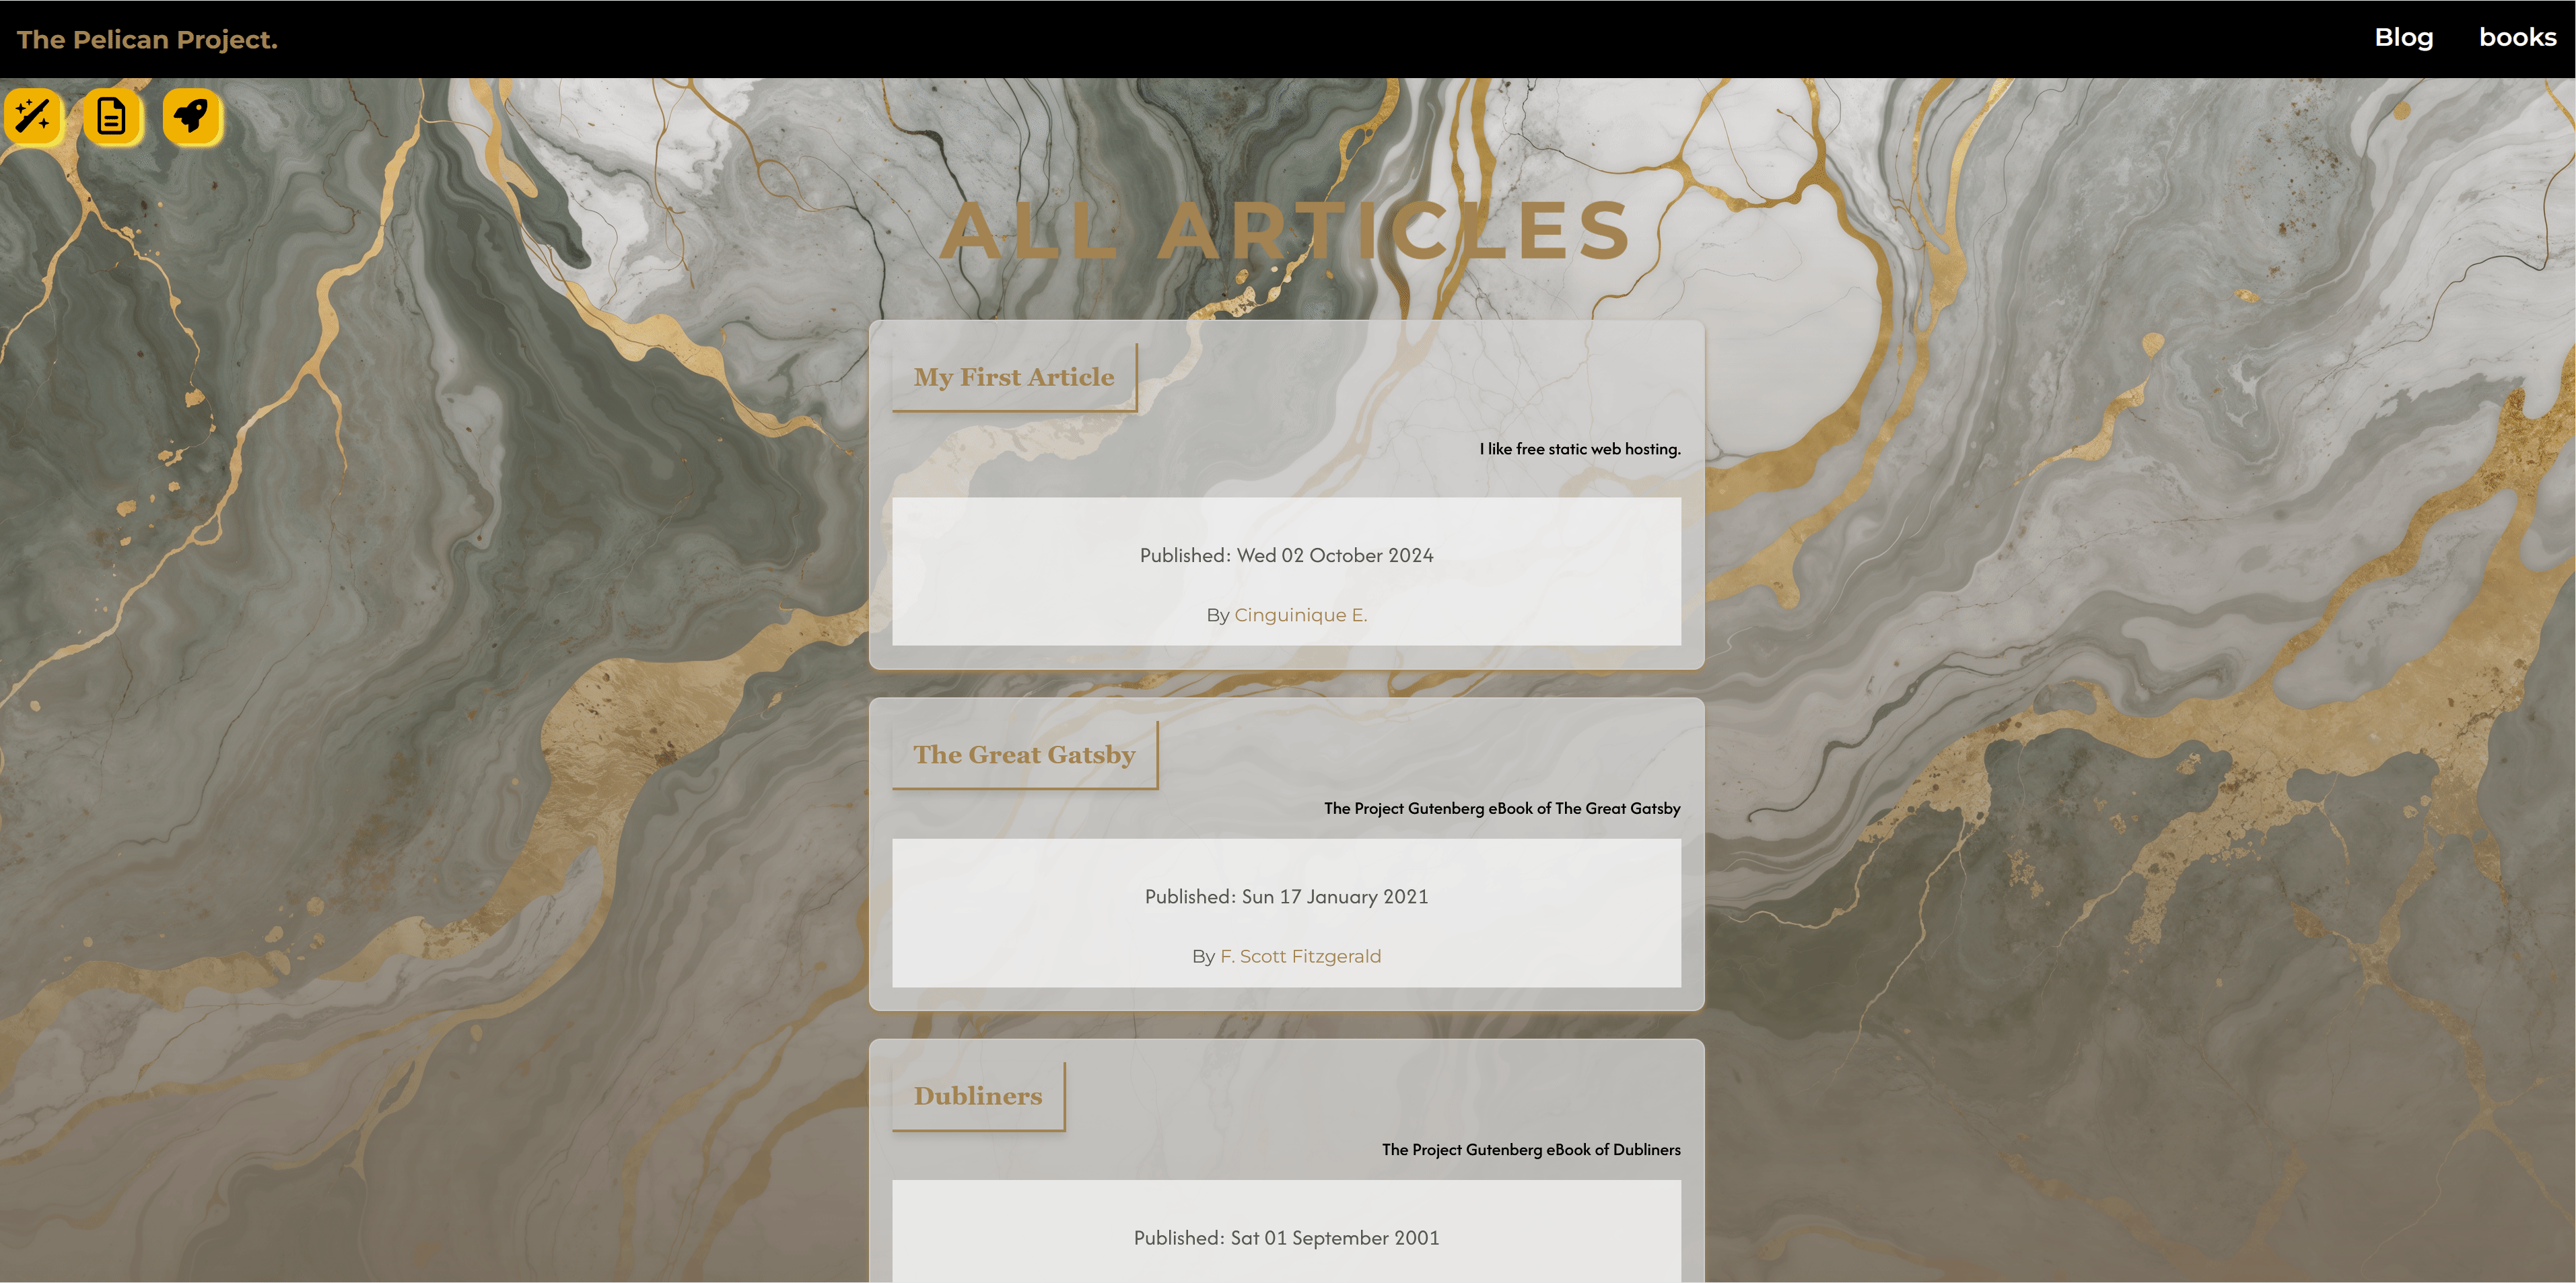 The Pelican Project.
Blog
books
ALL ARTICLES
My First Article
I like free static web hosting.
Published: Wed 02 October 2024
By Cinguinique E.
The Great Gatsby
The Project Gutenberg eBook of The Great Gatsby
Published: Sun 17 January 2021
By F. Scott Fitzgerald
Dubliners
The Project Gutenberg eBook of Dubliners
Published: Sat 01 September 2001